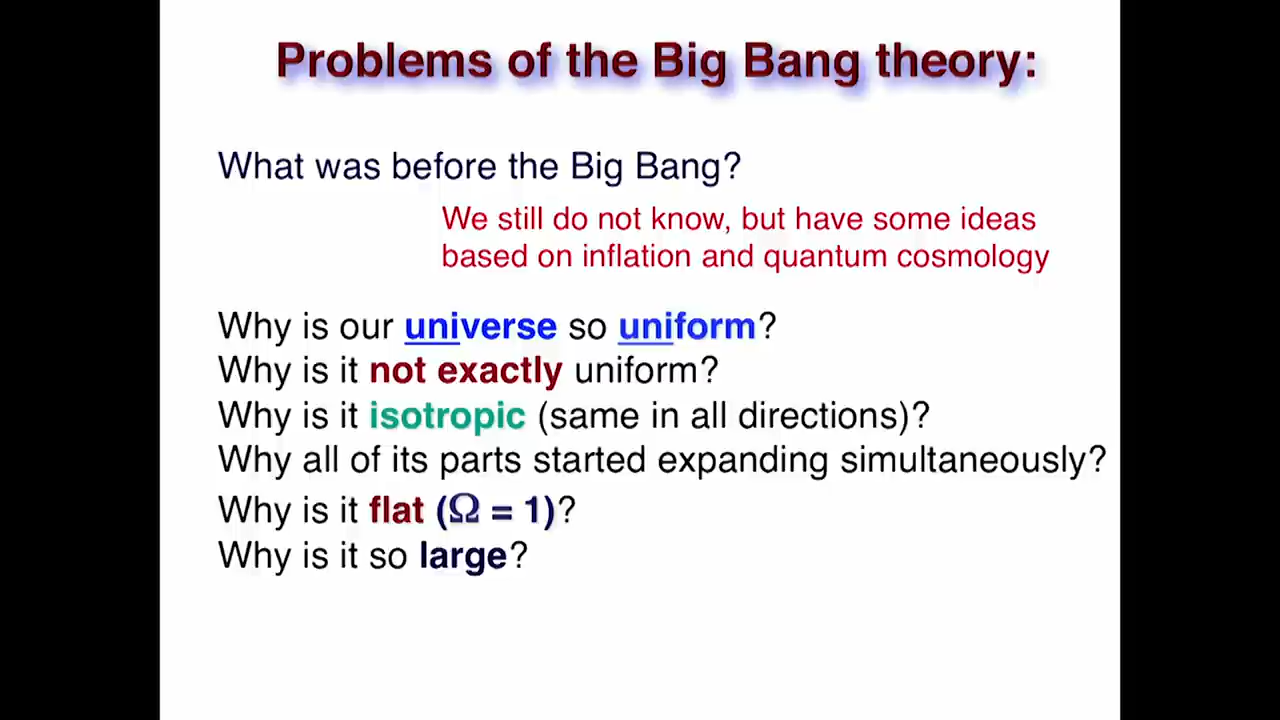 Problems of the Big Bang theory:
What was before the Big Bang?
We still do not know, but have some ideas
based on inflation and quantum cosmology
Why is our universe so uniform?
Why is it not exactly uniform?
Why is it isotropic (same in all directions)?
Why all of its parts started expanding simultaneously?
Why is it flat (Ω = 1)?
Why is it so large?